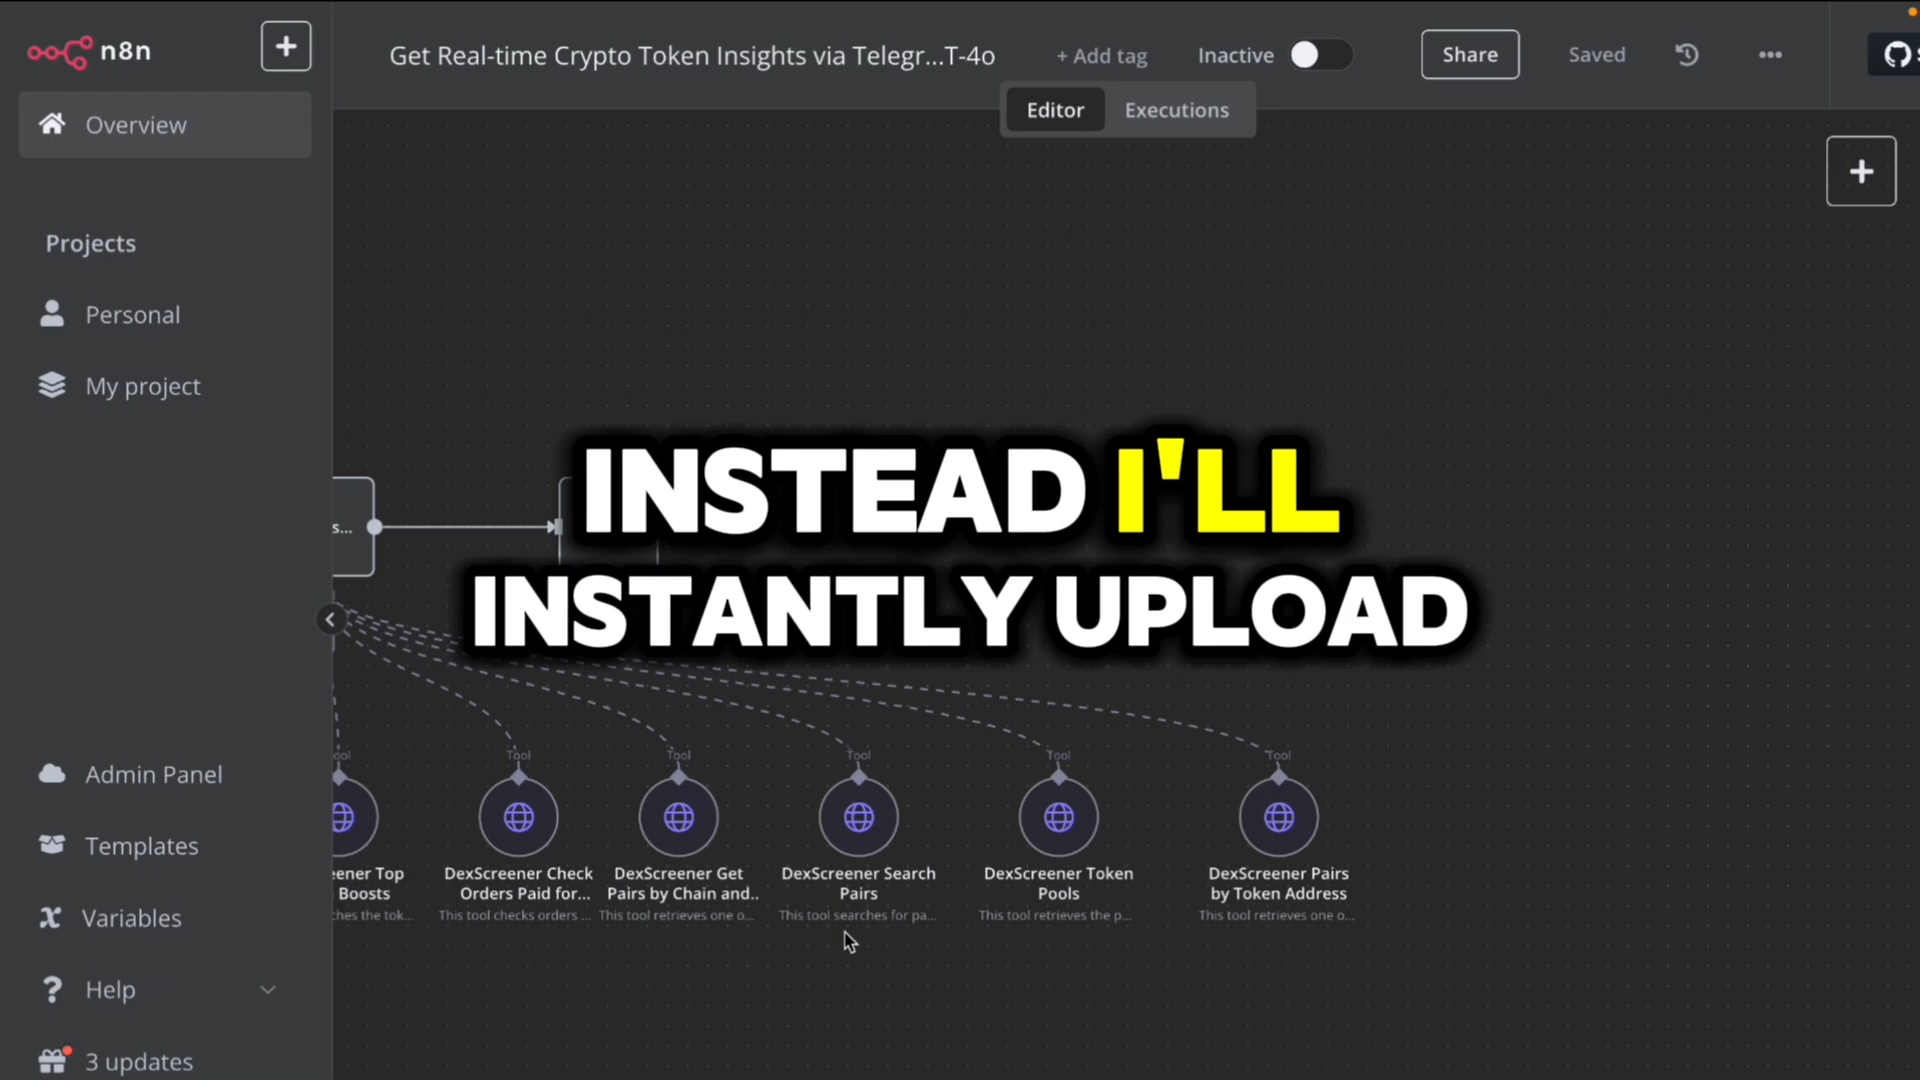 n8n
Get Real-time Crypto Token Insights via Telegr...T-4o
+ Add tag
Inactive
Share
Saved
Editor
Executions
Overview
Projects
Personal
My project
INSTEAD I'LL
INSTANTLY UPLOAD
s...
Tool
Tool
Tool
Tool
Tool
DexScreener Check
Orders Paid for...
This tool checks orders ...
DexScreener Get
Pairs by Chain and..
This tool retrieves one o...
DexScreener Search
Pairs
This tool searches for pa...
DexScreener Token
Pools
This tool retrieves the p...
DexScreener Pairs
by Token Address
This tool retrieves one o...
ener Top
Boosts
ches the tok...
Admin Panel
Templates
Variables
Help
3 updates